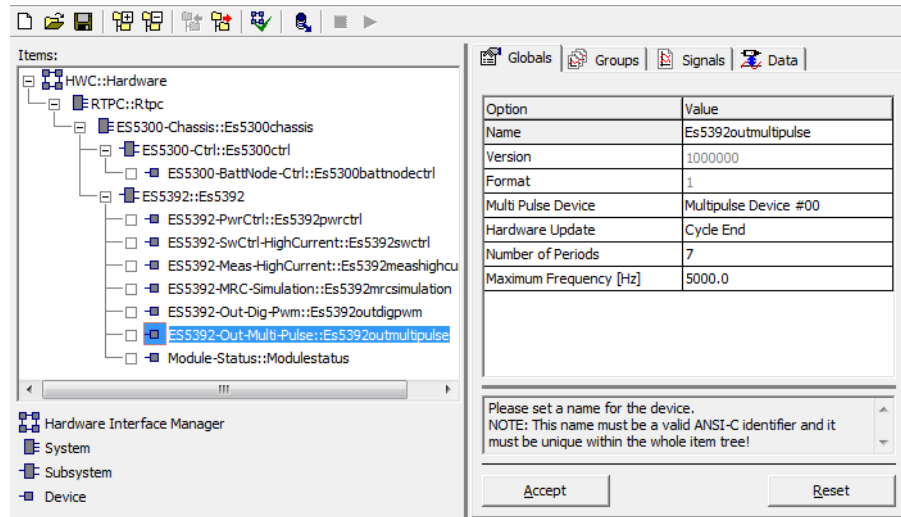 Items:
HWC::Hardware
RTPC::Rtpc
ES5300-Chassis::Es5300chassis
ES5300-Ctrl::Es5300ctrl
ES5300-BattNode-Ctrl::Es5300battnodectrl
ES5392::Es5392
ES5392-PwrCtrl::Es5392pwrctrl
ES5392-SwCtrl-HighCurrent::Es5392swctrl
ES5392-Meas-HighCurrent::Es5392meashighcu
ES5392-MRC-Simulation::Es5392mrcsimulation
ES5392-Out-Dig-Pwm::Es5392outdigpwm
ES5392-Out-Multi-Pulse::Es5392outmultipulse
Module-Status::Modulestatus
Hardware Interface Manager
System
Subsystem
Device
Globals Groups Signals Data
Option Value
Name Es5392outmultipulse
Version 1000000
Format 1
Multi Pulse Device Multipulse Device #00
Hardware Update Cycle End
Number of Periods 7
Maximum Frequency [Hz] 5000.0
Please set a name for the device.
NOTE: This name must be a valid ANSI-C identifier and it
must be unique within the whole item tree!
Accept Reset